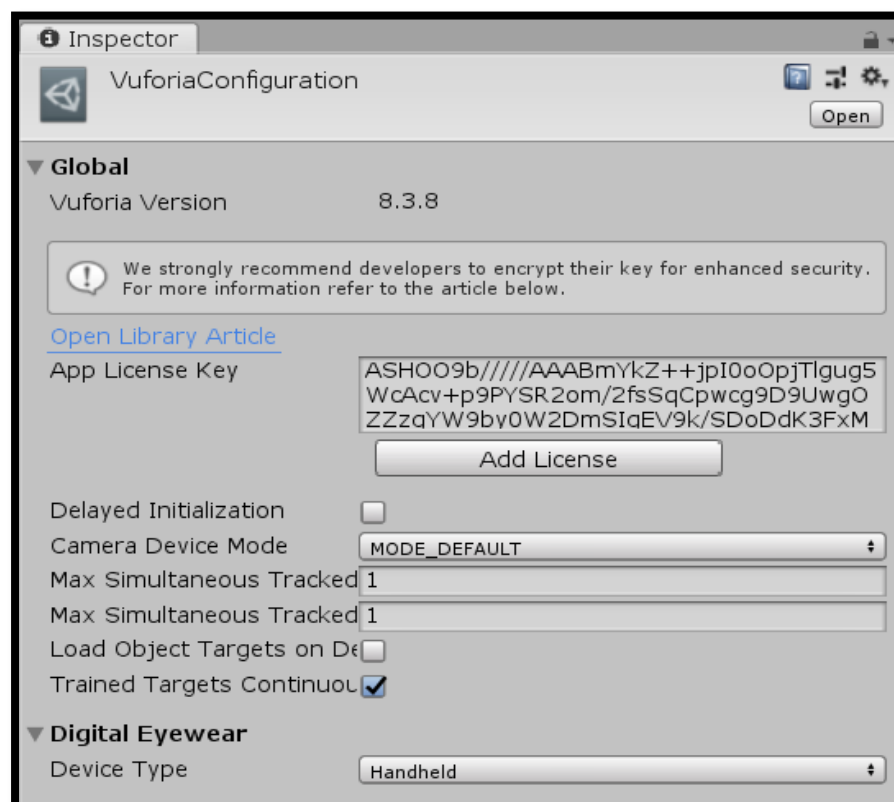 Inspector
VuforiaConfiguration
Open
Global
Vuforia Version 8.3.8
We strongly recommend developers to encrypt their key for enhanced security.
For more information refer to the article below.
Open Library Article
App License Key ASHOO9b/////AAABmYkZ++jpI0oOpjTlgug5
WcAcv+p9PYSR2om/2fsSqCpwcg9D9UwgO
ZZzqYW9by0W2DmSIqEV9k/SDoDdK3FxM
Add License
Delayed Initialization
Camera Device Mode MODE_DEFAULT
Max Simultaneous Tracked 1
Max Simultaneous Tracked 1
Load Object Targets on De
Trained Targets Continuou
Digital Eyewear
Device Type Handheld